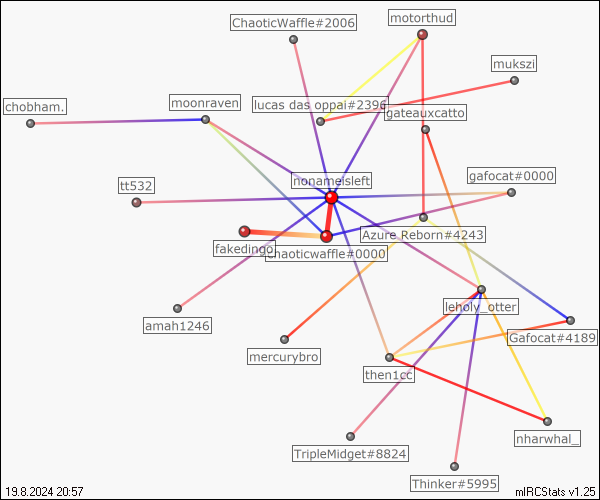 ChaoticWaffle#2006
motorthud
mukszi
chobham.
moonraven
lucas das oppai#2396
gateauxcatto
nonameisleft
gafocat#0000
tt532
Azure.Reborn#4243
fakedingo
chaoticwaffle#0000
leholy_otter
amah1246
Gafocat#4189
mercurybro
then1cc
nharwhal_
TripleMidget#8824
Thinker#5995
19.8.2024 20:57
mIRCStats v1.25